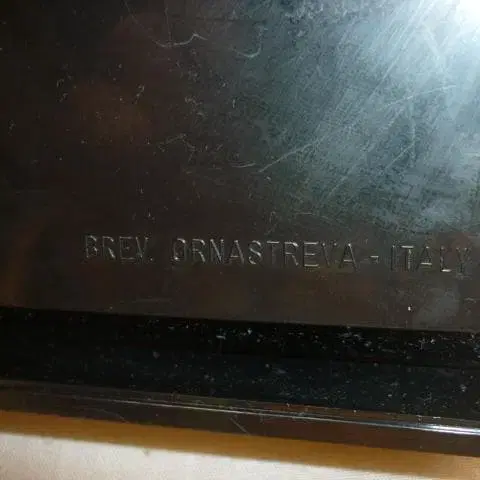 BREV. ORNASTREVA - ITALY